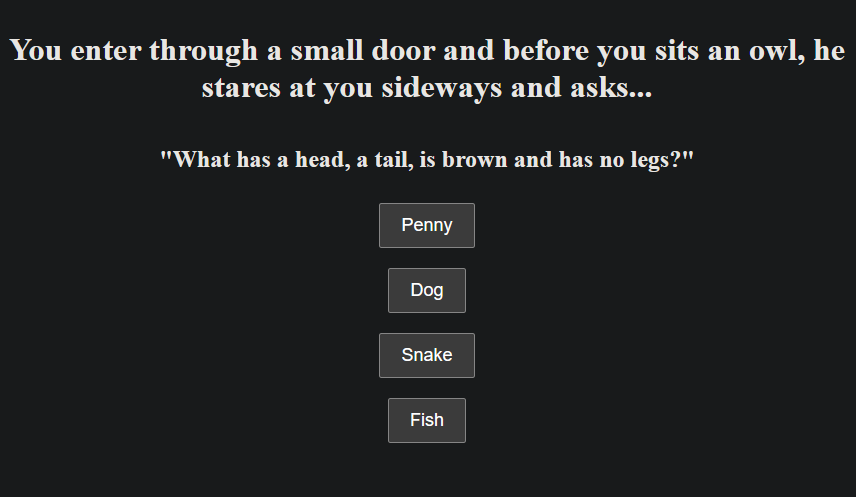 You enter through a small door and before you sits an owl, he
stares at you sideways and asks...
"What has a head, a tail, is brown and has no legs?"
Penny
Dog
Snake
Fish